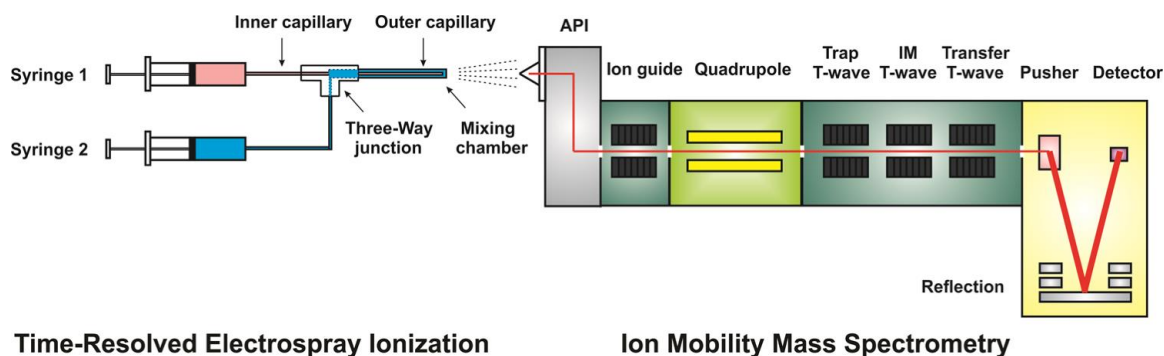 Inner capillary
Outer capillary
API
Syringe 1
Ion guide
Quadrupole
Trap
T-wave
IM
T-wave
Transfer
T-wave
Pusher
Detector
Three-Way
junction
Mixing
chamber
Syringe 2
Reflection
Time-Resolved Electrospray Ionization
Ion Mobility Mass Spectrometry